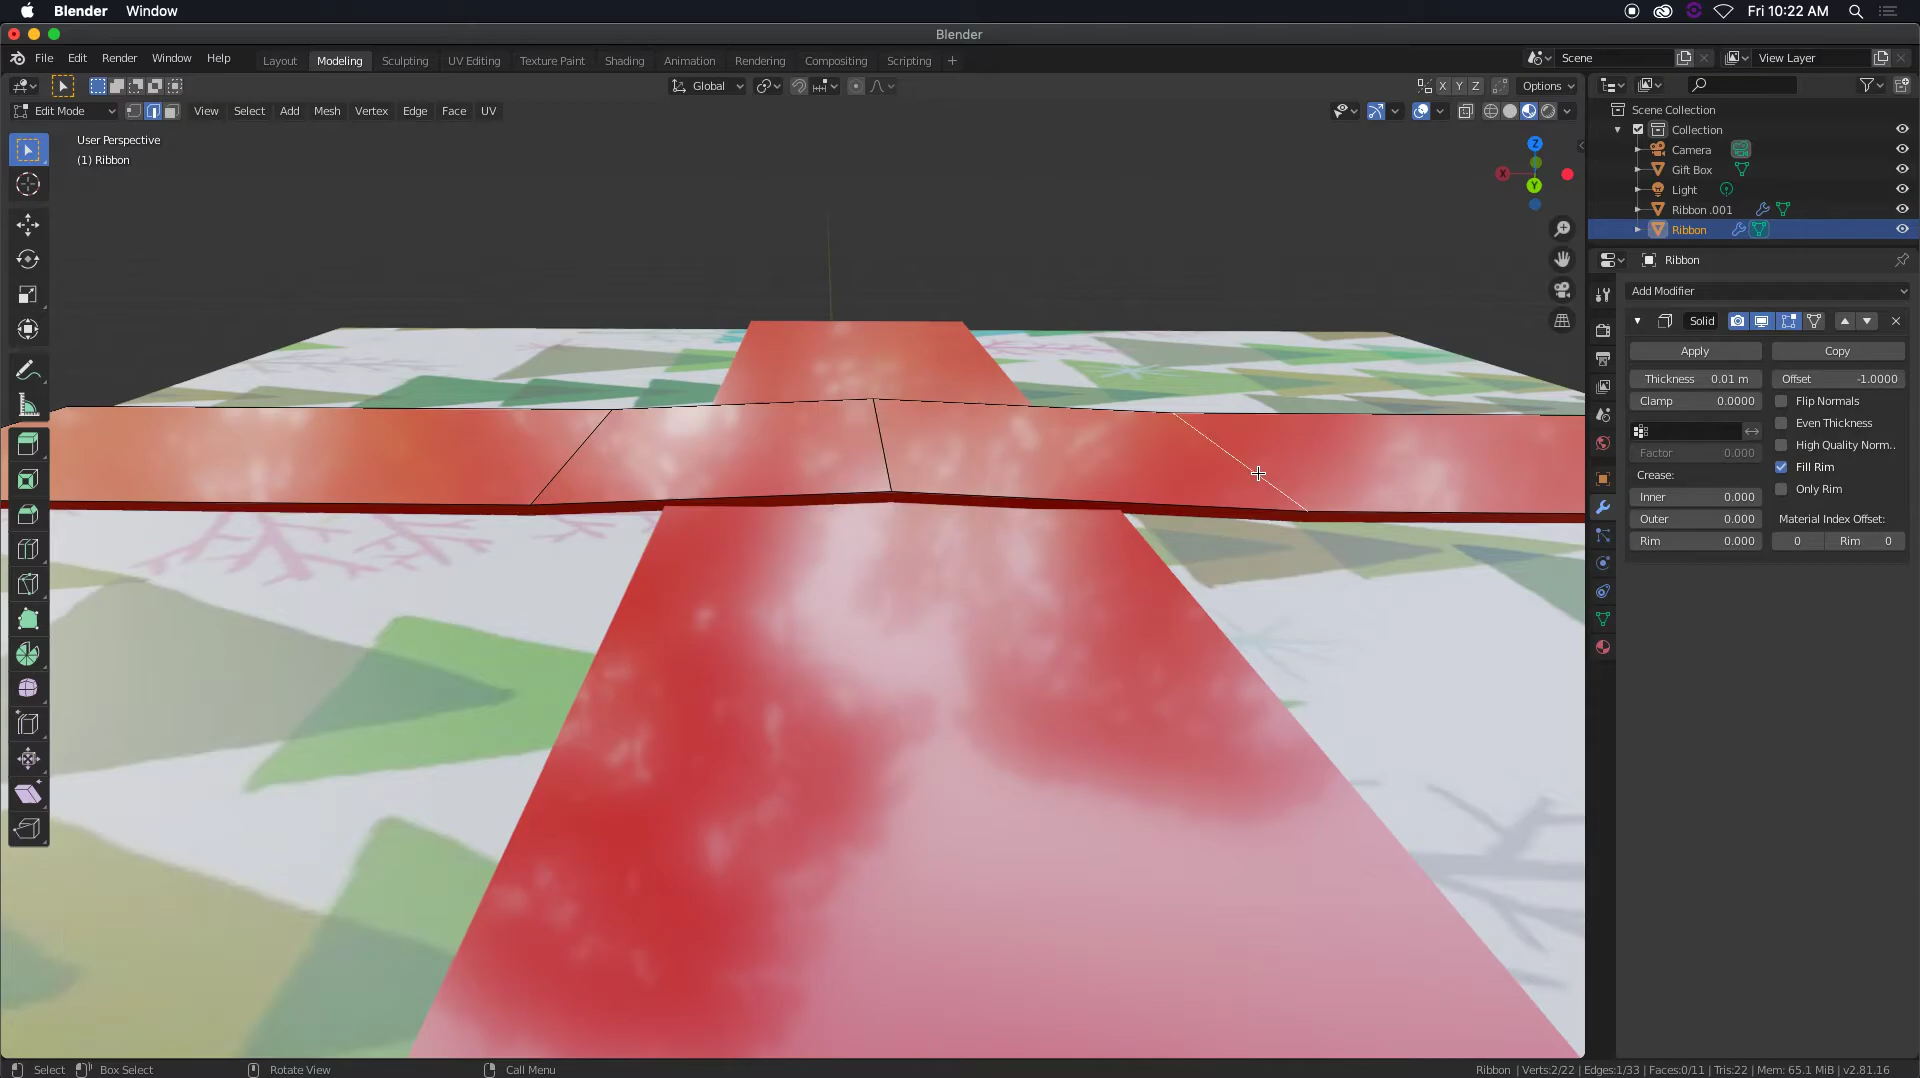 Blender Window Fri 10:22 AM
Blender
File Edit Render Window Help Layout Modeling Sculpting UV Editing Texture Paint Shading Animation Rendering Compositing Scripting + Scene View Layer
Global X Y Z Options
Edit Mode View Select Add Mesh Vertex Edge Face UV
User Perspective
(1) Ribbon
Z
X
Y
Scene Collection
Collection
Camera
Gift Box
Light
Ribbon .001
Ribbon
Ribbon
Add Modifier
Solid
Apply Copy
Thickness 0.01 m Offset -1.0000
Clamp 0.0000 Flip Normals
Even Thickness
High Quality Norm..
Factor 0.000
Fill Rim
Crease:
Only Rim
Inner 0.000
Outer 0.000 Material Index Offset:
Rim 0.000 0 Rim 0
Select Box Select Rotate View Call Menu Ribbon | Verts:2/22 | Edges:1/33 | Faces:0/11 | Tris:22 | Mem: 65.1 MiB | v2.81.16